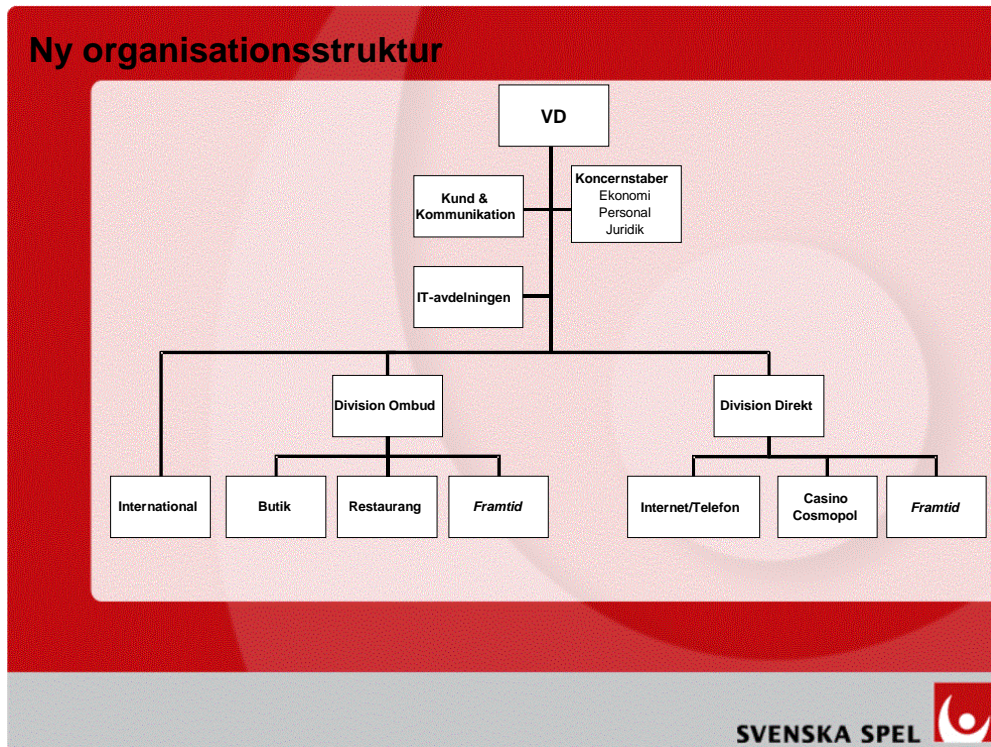 Ny organisationsstruktur
VD
Kund &
Kommunikation
Koncernstaber
Ekonomi
Personal
Juridik
IT-avdelningen
Division Ombud
Division Direkt
International
Butik
Restaurang
Framtid
Internet/Telefon
Casino
Cosmopol
Framtid
SVENSKA SPEL